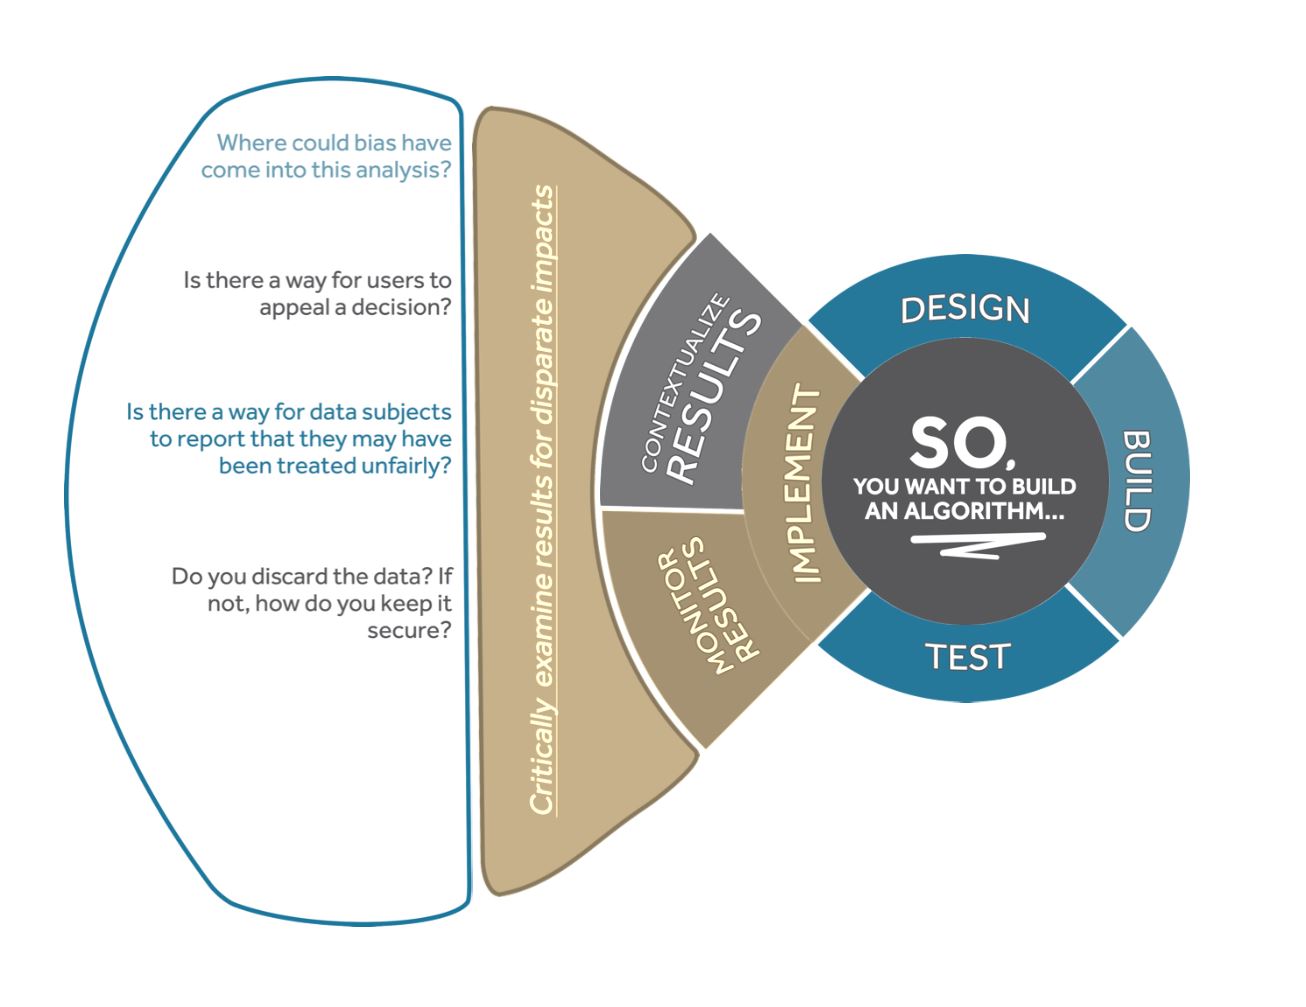 Where could bias have
come into this analysis?
Is there a way for users to
appeal a decision?
Is there a way for data subjects
to report that they may have
been treated unfairly?
Do you discard the data? If
not, how do you keep it
secure?
Critically examine results for disparate impacts
CONTEXTUALIZE
RESULTS
MONITOR
RESULTS
IMPLEMENT
DESIGN
BUILD
TEST
SO,
YOU WANT TO BUILD
AN ALGORITHM...